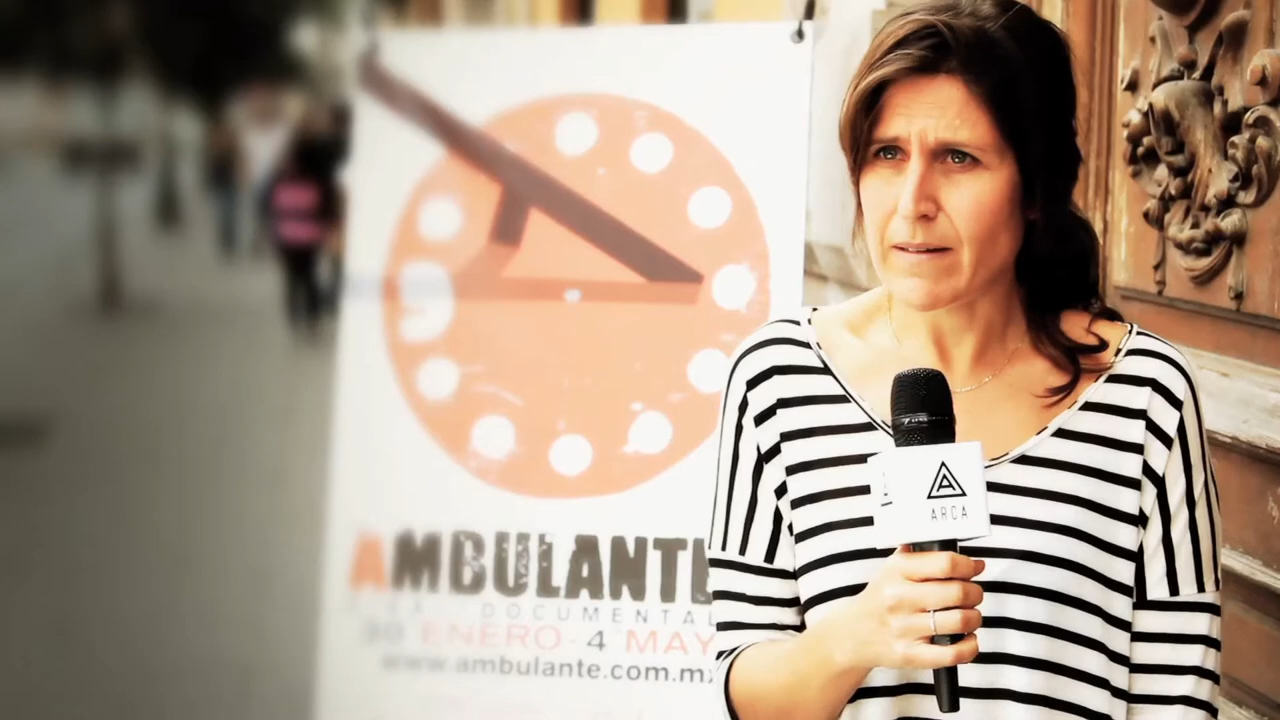 AMBULANTE
DOCUMENTAL
30 ENERO - 4 MAY
www.ambulante.com.mx
ARCA